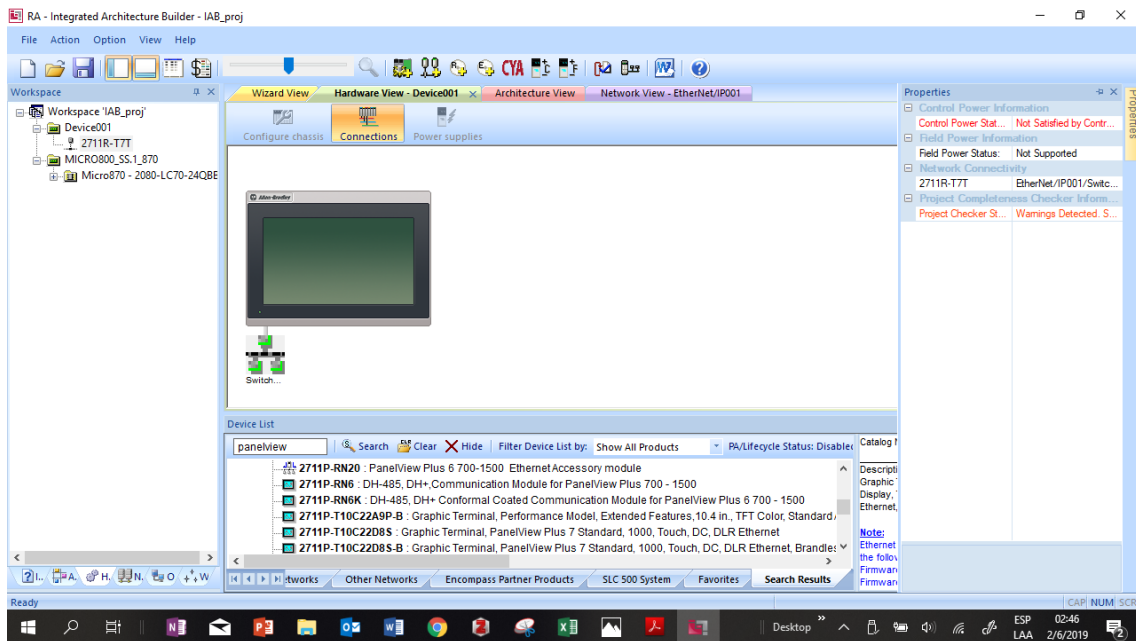 RA - Integrated Architecture Builder - IAB_proj
File Action Option View Help
CYA
Workspace
Workspace 'IAB_proj'
Device001
2711R-T7T
MICRO800_SS.1_870
Micro870 - 2080-LC70-24QBE
Wizard View Hardware View - Device001 Architecture View Network View - EtherNet/IP001
Configure chassis Connections Power supplies
Allen-Bradley
Switch...
Properties
Control Power Information
Control Power Stat... Not Satisfied by Contr...
Field Power Information
Field Power Status: Not Supported
Network Connectivity
2711R-T7T EtherNet/IP001/Switc...
Project Completeness Checker Inform...
Project Checker St... Warnings Detected. S...
Properties
Device List
panelview Search Clear Hide Filter Device List by: Show All Products PA/Lifecycle Status: Disabled
2711P-RN20 : PanelView Plus 6 700-1500 Ethernet Accessory module
2711P-RN6 : DH-485, DH+,Communication Module for PanelView Plus 700 - 1500
2711P-RN6K : DH-485, DH+ Conformal Coated Communication Module for PanelView Plus 6 700 - 1500
2711P-T10C22A9P-B : Graphic Terminal, Performance Model, Extended Features,10.4 in., TFT Color, Standard
2711P-T10C22D8S : Graphic Terminal, PanelView Plus 7 Standard, 1000, Touch, DC, DLR Ethernet
2711P-T10C22D8S-B : Graphic Terminal, PanelView Plus 7 Standard, 1000, Touch, DC, DLR Ethernet, Brandles
Catalog
Descripti
Graphic
Display,
Ethernet,
Note:
Ethernet
the follov
Firmwar
Firmwar
I.. A. H. N. O W
etworks Other Networks Encompass Partner Products SLC 500 System Favorites Search Results
Ready
CAP NUM SCR
Desktop
ESP
LAA
02:46
2/6/2019
2